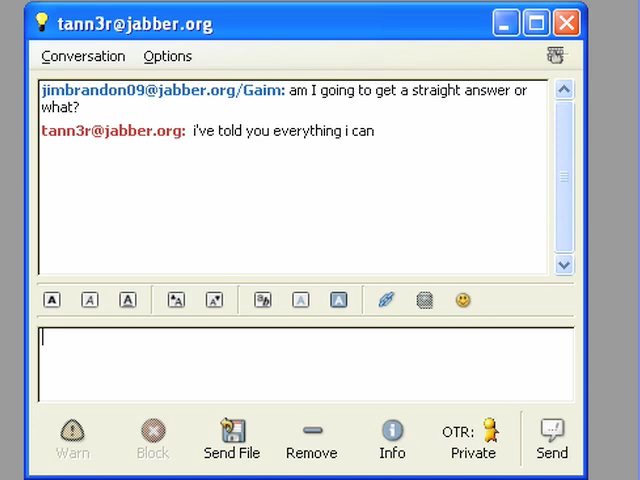 tann3r@jabber.org
Conversation Options
jimbrandon09@jabber.org/Gaim: am I going to get a straight answer or
what?
tann3r@jabber.org: i've told you everything i can
Warn Block Send File Remove Info OTR: Private Send